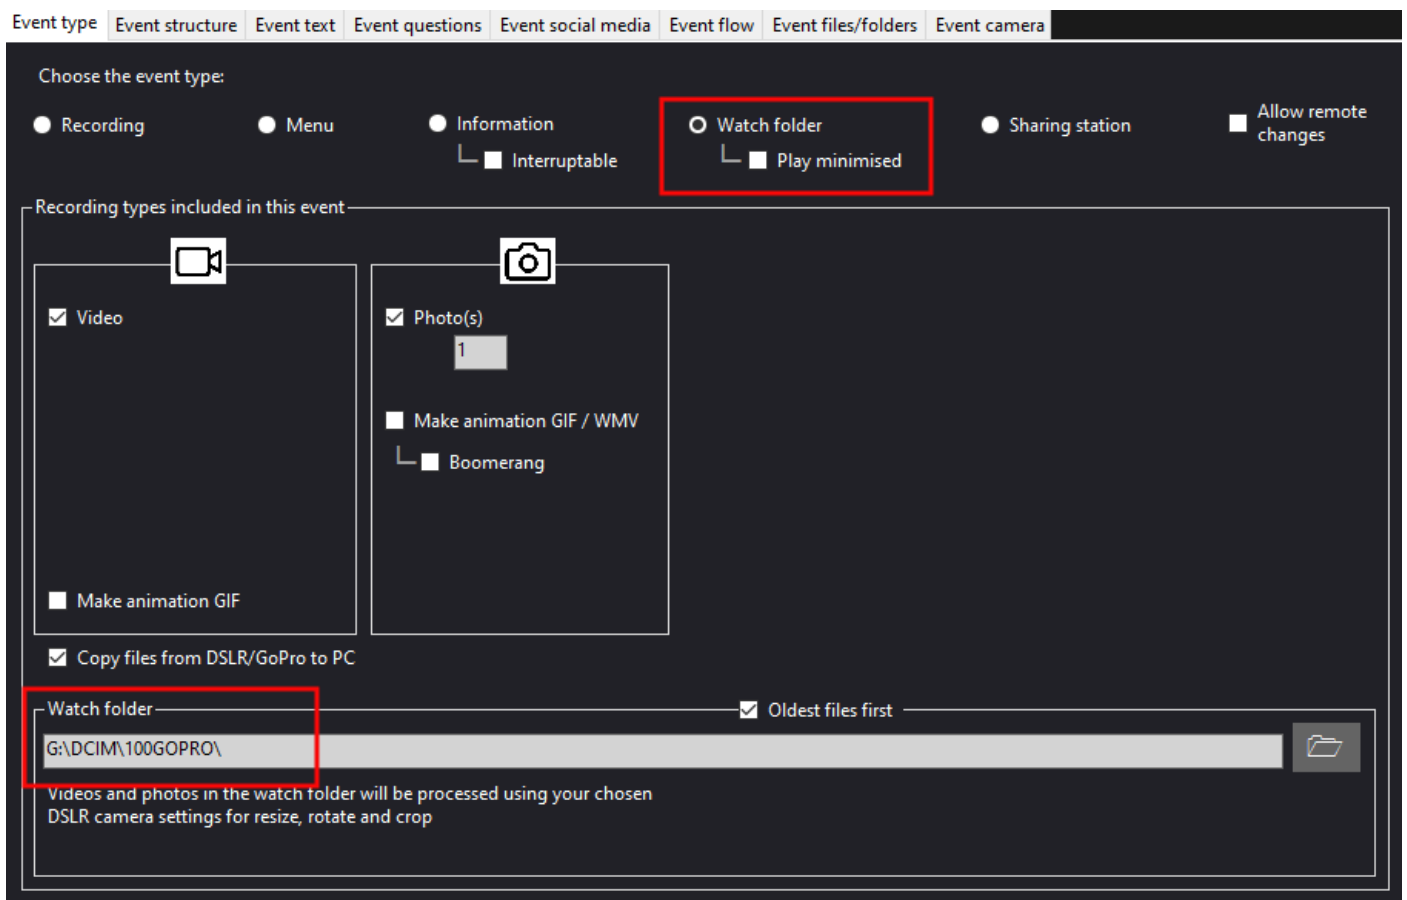 Event type Event structure Event text Event questions Event social media Event flow Event files/folders Event camera
Choose the event type:
Recording Menu Information Watch folder Sharing station Allow remote changes
Interruptable Play minimised
Recording types included in this event
Video Photo(s)
1
Make animation GIF / WMV
Boomerang
Make animation GIF
Copy files from DSLR/GoPro to PC
Watch folder Oldest files first
G:\DCIM\100GOPRO\
Videos and photos in the watch folder will be processed using your chosen
DSLR camera settings for resize, rotate and crop